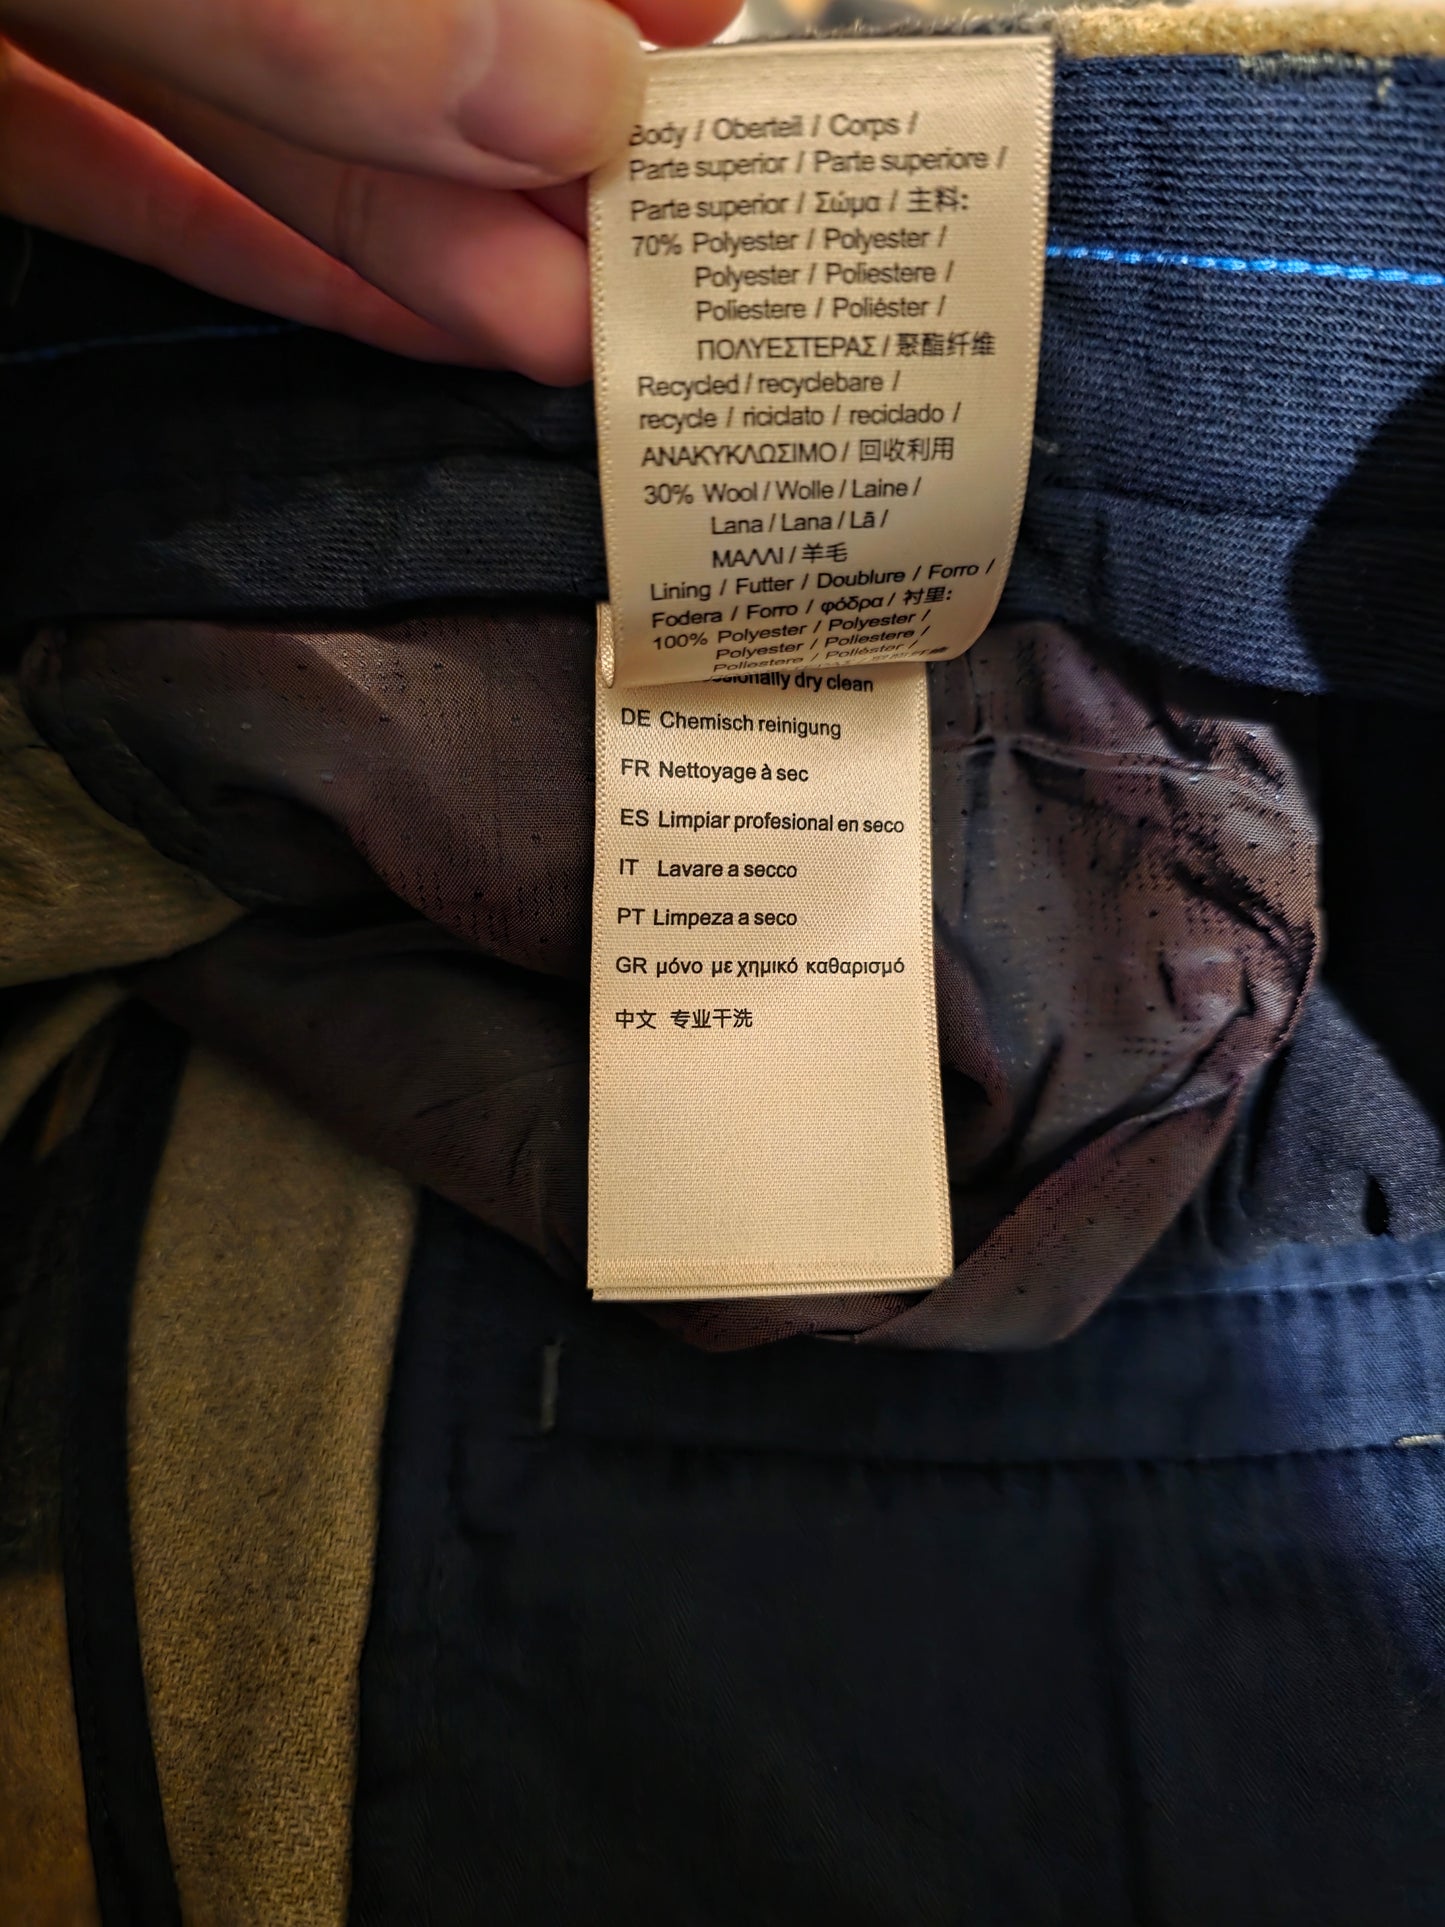 Body / Oberteil / Corps /
Parte superior / Parte superiore /
Parte superior / Σώμα / 主料:
70% Polyester / Polyester /
Polyester / Poliestere /
Poliestere / Poliéster /
ΠΟΛΥΕΣΤΕΡΑΣ / 聚酯纤维
Recycled / recyclebare /
recycle / riciclato / reciclado /
ΑΝΑΚΥΚΛΩΣΙΜΟ / 回收利用
30% Wool / Wolle / Laine /
Lana / Lana / Lã /
ΜΑΛΛΙ / 羊毛
Lining / Futter / Doublure / Forro /
Fodera / Forro / φόδρα / 衬里:
100% Polyester / Polyester /
Polyester / Poliestere /
Poliestere / Poliéster /
dry clean
DE Chemisch reinigung
FR Nettoyage à sec
ES Limpiar profesional en seco
IT Lavare a secco
PT Limpeza a seco
GR μόνο με χημικό καθαρισμό
中文 专业干洗